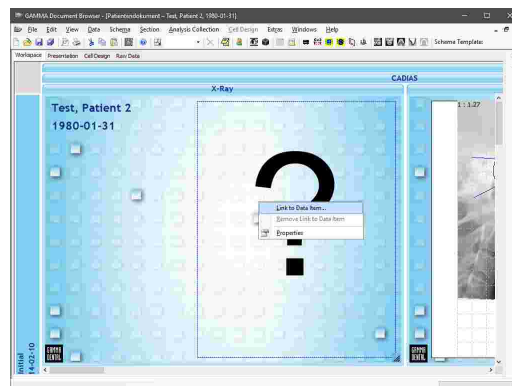 GAMMA Document Browser - [Patientendokument - Test, Patient 2, 1980-01-31]
File Edit View Data Schema Section Analysis Collection Cell Design Extras Windows Help
Scheme Template:
Workspace Presentation Cell Design Raw Data
CADIAS
X-Ray
Test, Patient 2
1980-01-31
1 : 1.27
?
Link to Data Item...
Remove Link to Data Item
Properties
Initial
14-02-10
GAMMA
DENTAL
GAMMA
DENTAL